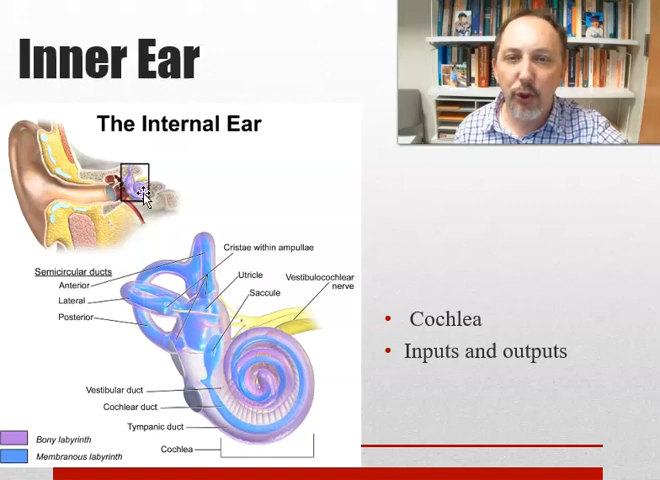 Inner Ear
The Internal Ear
Cristae within ampullae
Semicircular ducts
Utricle
Vestibulocochlear
nerve
Anterior
Saccule
Lateral
Posterior
Cochlea
Inputs and outputs
Vestibular duct
Cochlear duct
Tympanic duct
Bony labyrinth
Cochlea
Membranous labyrinth